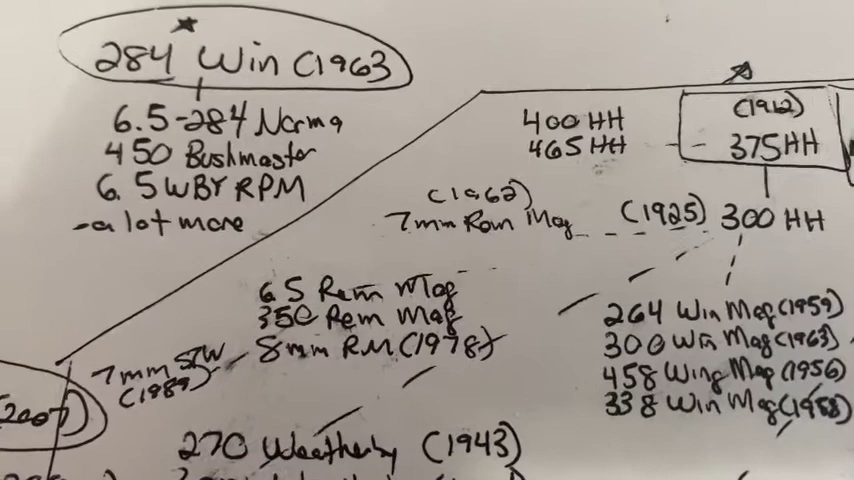 284 Win (1963
6.5-284 Norma
450 Bushmaster
6.5 WBY RPM
-a lot more
400 HH
465 HH
(1912)
375 HH
(1962)
7mm Rem Mag
(1925) 300 HH
6.5 Rem Mag
350 Rem Mag
8mm RM (1978)
7mm STW
(1989)
264 Win Mag (1959)
300 Win Mag (1963)
458 Wing Mag (1956)
338 Win Mag (1958)
2007)
270 Weatherby (1943)